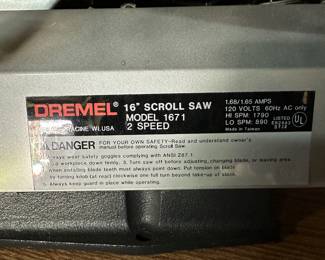 DREMEL
16" SCROLL SAW
MODEL 1671
2 SPEED
RACINE WI. USA
1.68/1.65 AMPS
120 VOLTS 60Hz AC only
HI SPM: 1790
LO SPM: 890
Made in Taiwan
LISTED
UL
DANGER FOR YOUR OWN SAFETY-Read and understand owner's
manual before operating Scroll Saw.
wear safety goggles complying with ANSI Z87.1
workpiece down firmly. 3. Turn saw off before adjusting, changing blade, or leaving area
when installing blade teeth must always point down. Put tension on blade
by turning knob (at rear) clockwise one full turn beyond take-up of slack.
5. Always keep guard in place while operating.